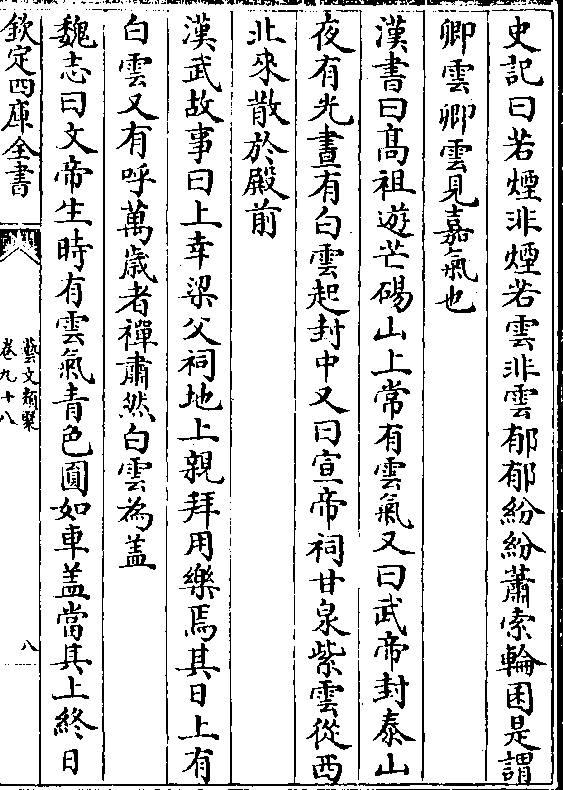 史記曰若煙非煙若雲非雲郁郁紛紛蕭索輪囷是謂
卿雲卿雲見嘉氣也
漢書曰髙祖遊芒碭山上常有雲氣又曰武帝封泰山
夜有光晝有白雲起封中又曰宣帝祠甘泉紫雲從西
北來散於殿前
漢武故事曰上幸梁父祠地上親拜用樂焉其日上有
白雲又有呼萬歳者禪肅然白雲為盖
魏志曰文帝生時有雲氣青色圓如車盖當其上終日
欽定四庫全書
藝文類聚
卷九十八
八